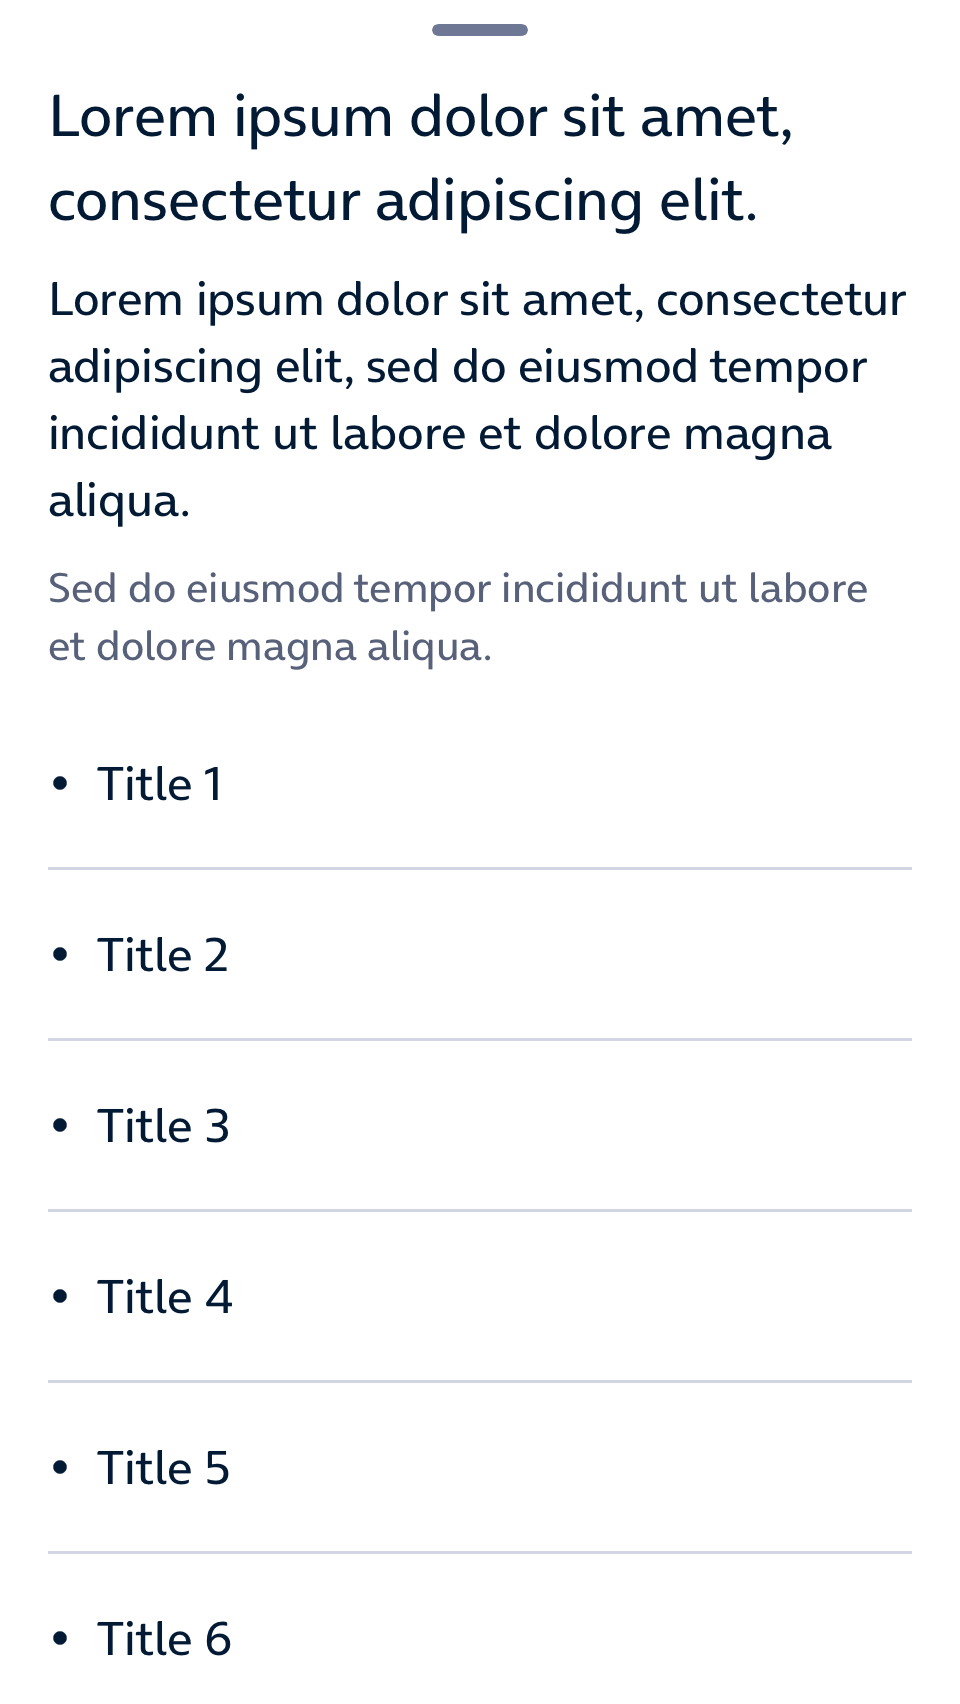 Lorem ipsum dolor sit amet,
consectetur adipiscing elit.
Lorem ipsum dolor sit amet, consectetur
adipiscing elit, sed do eiusmod tempor
incididunt ut labore et dolore magna
aliqua.
Sed do eiusmod tempor incididunt ut labore
et dolore magna aliqua.
• Title 1
• Title 2
• Title 3
• Title 4
• Title 5
• Title 6